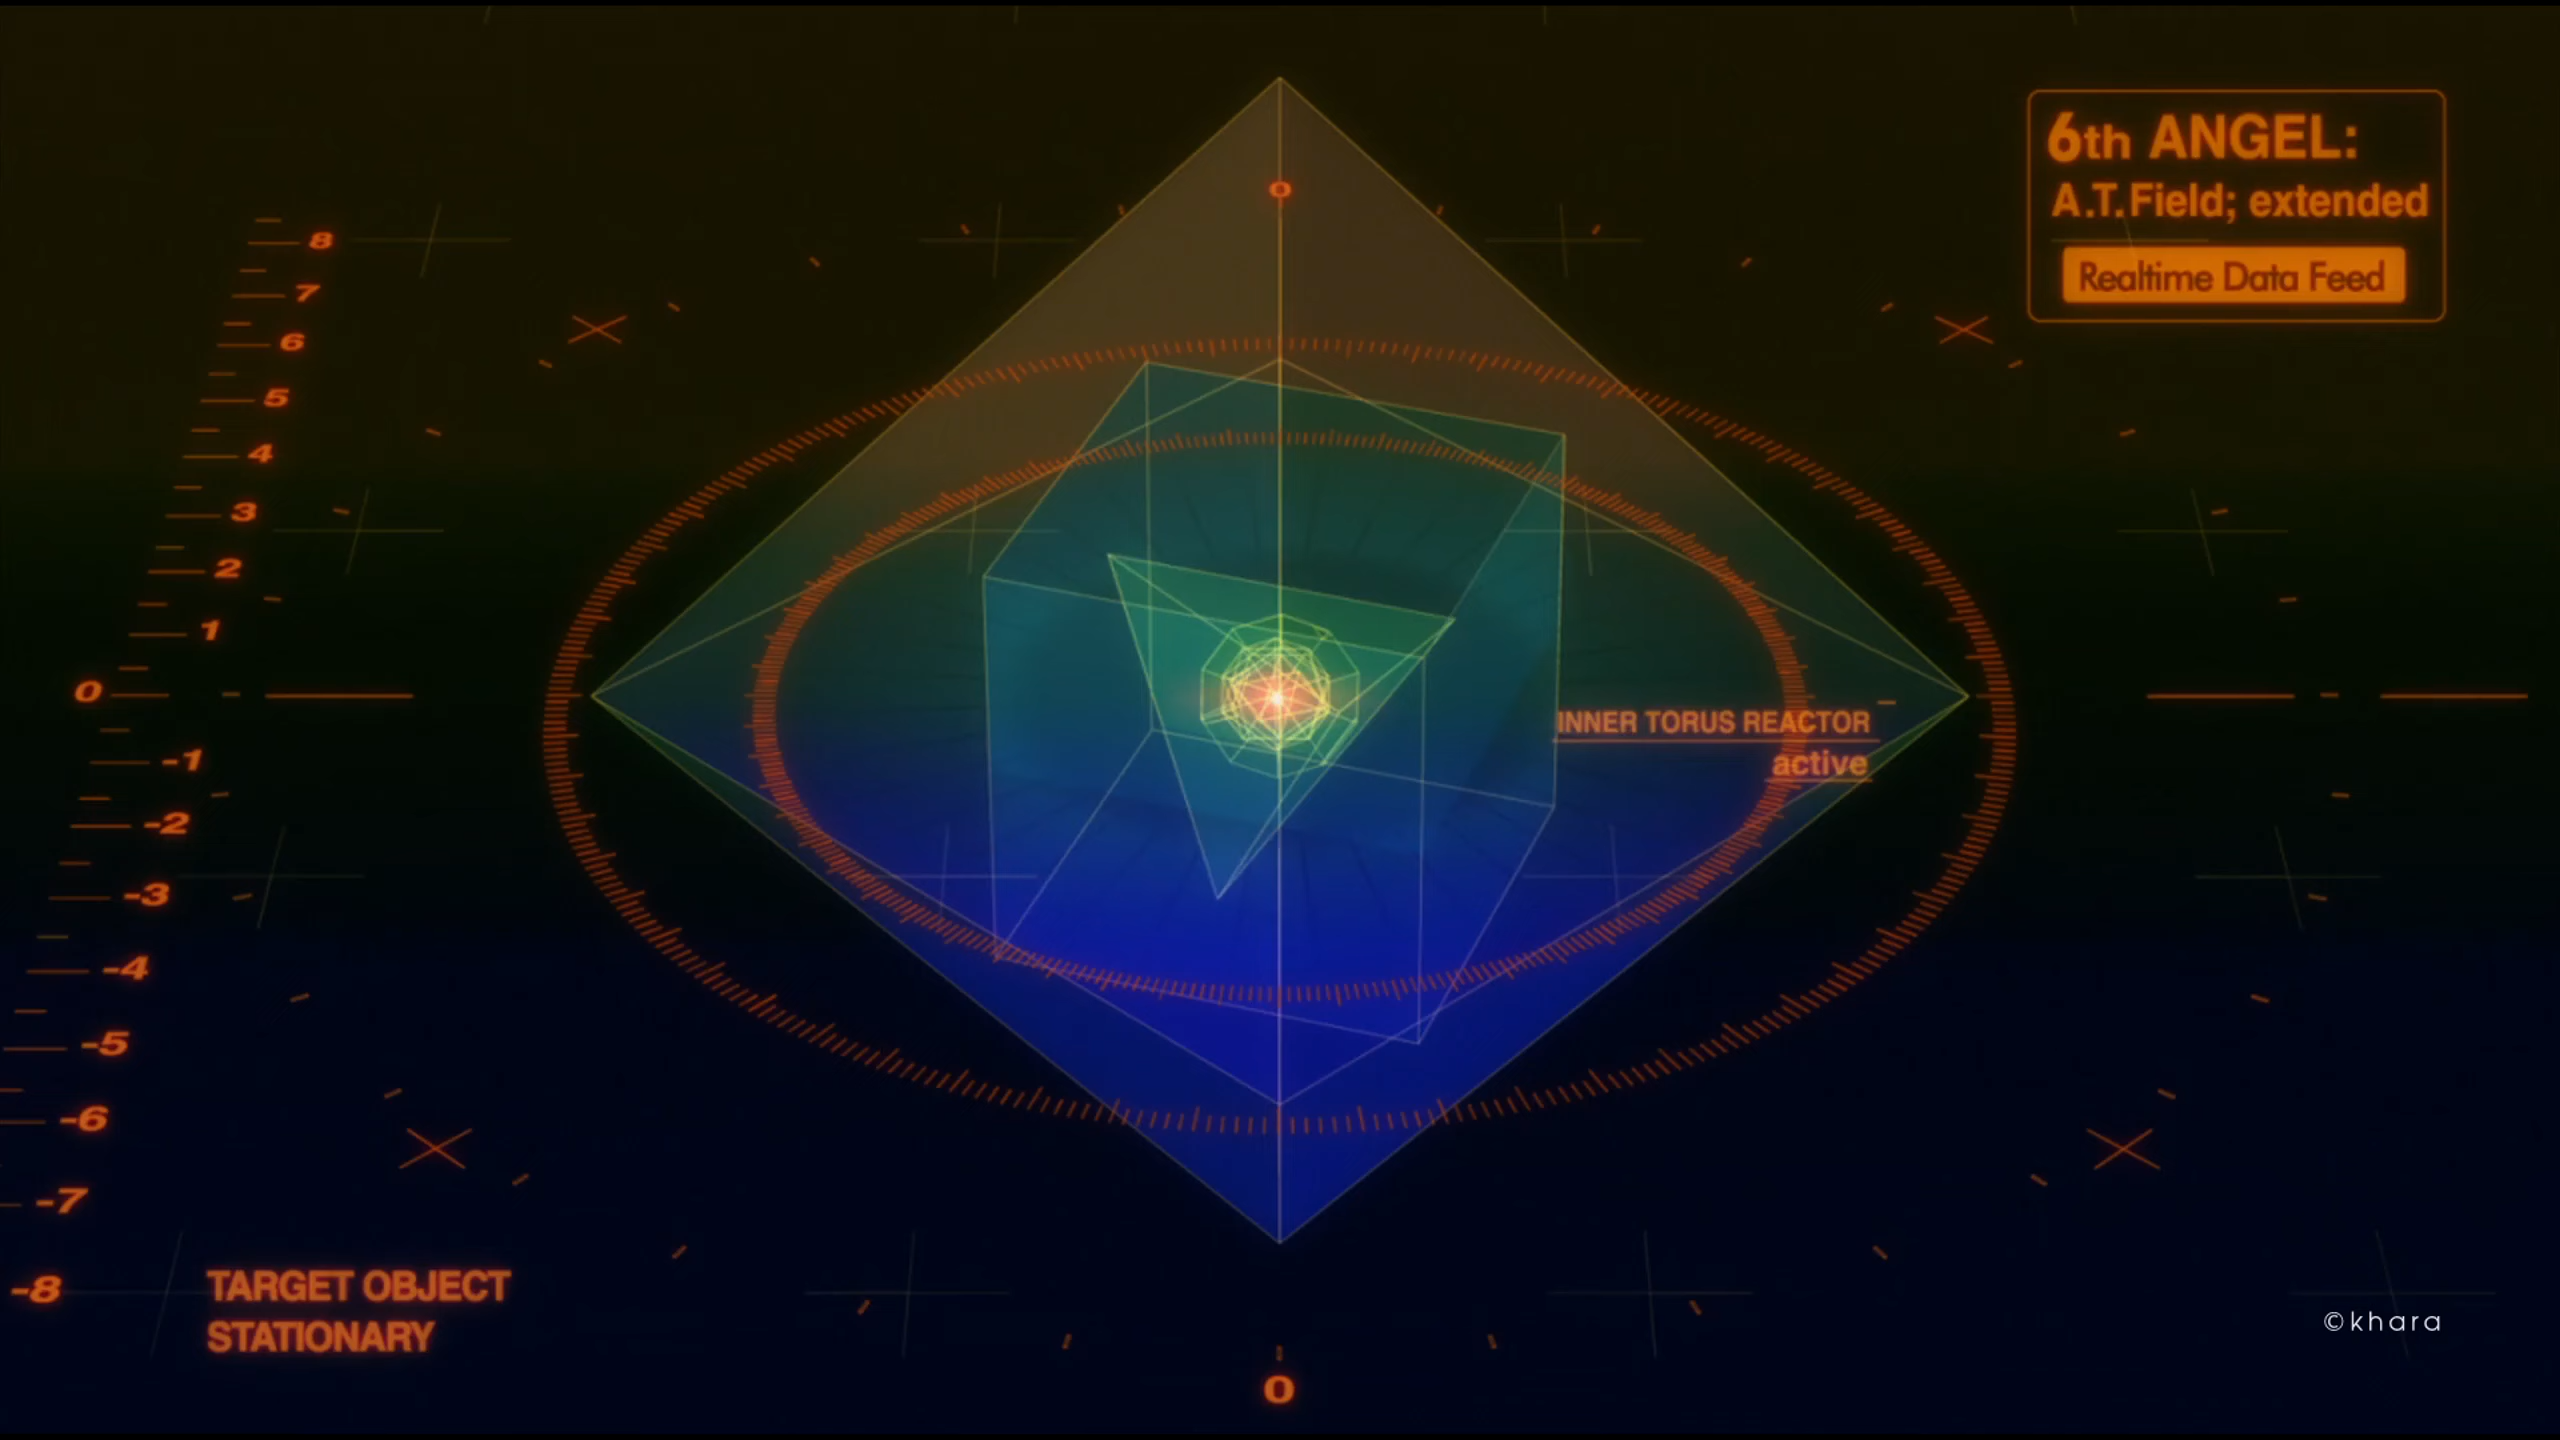 6th ANGEL:
A.T.Field; extended
Realtime Data Feed
0
8
7
6
5
4
3
2
1
0
-1
-2
-3
-4
-5
-6
-7
-8
INNER TORUS REACTOR
active
TARGET OBJECT
STATIONARY
©khara
0